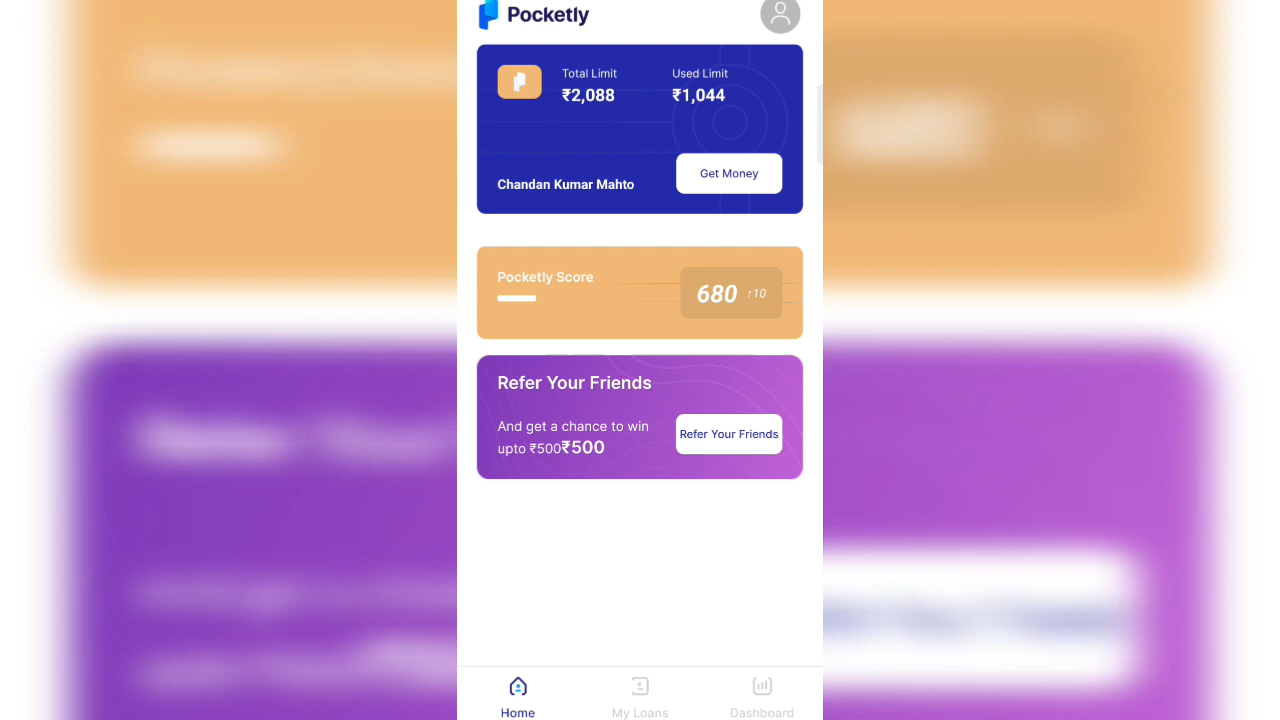 Pocketly
Total Limit Used Limit
₹2,088 ₹1,044
Chandan Kumar Mahto Get Money
Pocketly Score
680 ↑10
Refer Your Friends
And get a chance to win
upto ₹500₹500
Refer Your Friends
Home My Loans Dashboard